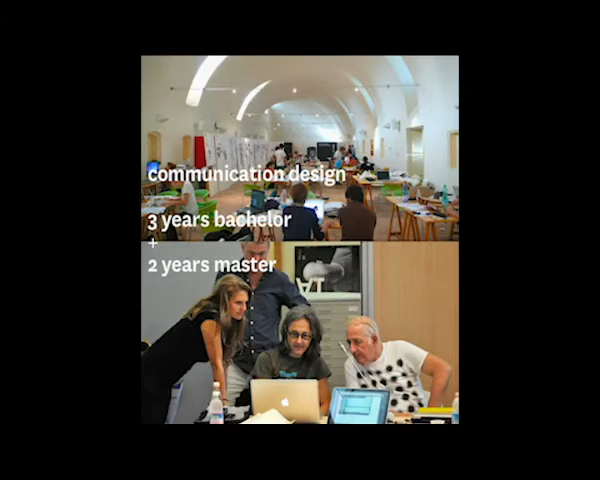 communication design
3 years bachelor
+
2 years master